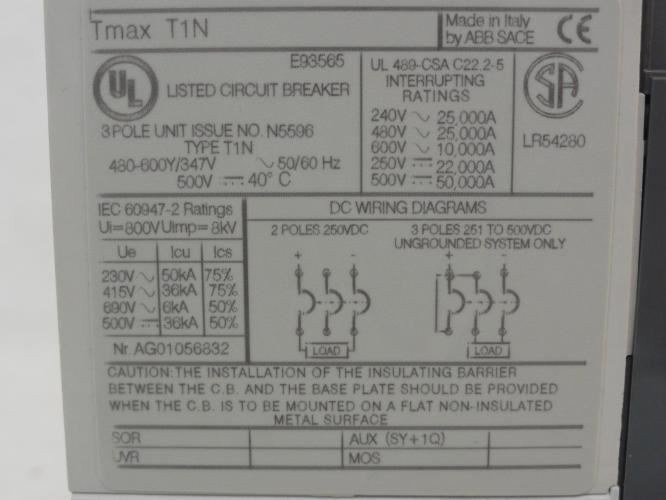 Tmax T1N
Made in Italy
by ABB SACE CE
E93565
UL LISTED CIRCUIT BREAKER
3 POLE UNIT ISSUE NO. N5596
TYPE T1N
480-600Y/347V ∿ 50/60 Hz
500V ⎓ 40° C
UL 489-CSA C22.2-5
INTERRUPTING
RATINGS
240V ∿ 25,000A
480V ∿ 25,000A
600V ∿ 10,000A
250V ⎓ 22,000A
500V ⎓ 50,000A
SA
LR54280
IEC 60947-2 Ratings
Ui=800V Uimp=8kV
Ue Icu Ics
230V ∿ 50kA 75%
415V ∿ 36kA 75%
690V ∿ 6kA 50%
500V ⎓ 36kA 50%
Nr. AG01056832
DC WIRING DIAGRAMS
2 POLES 250VDC
+ -
LOAD
3 POLES 251 TO 500VDC
UNGROUNDED SYSTEM ONLY
+ -
LOAD
CAUTION:THE INSTALLATION OF THE INSULATING BARRIER
BETWEEN THE C.B. AND THE BASE PLATE SHOULD BE PROVIDED
WHEN THE C.B. IS TO BE MOUNTED ON A FLAT NON-INSULATED
METAL SURFACE
SOR AUX (SY+1Q)
UVR MOS